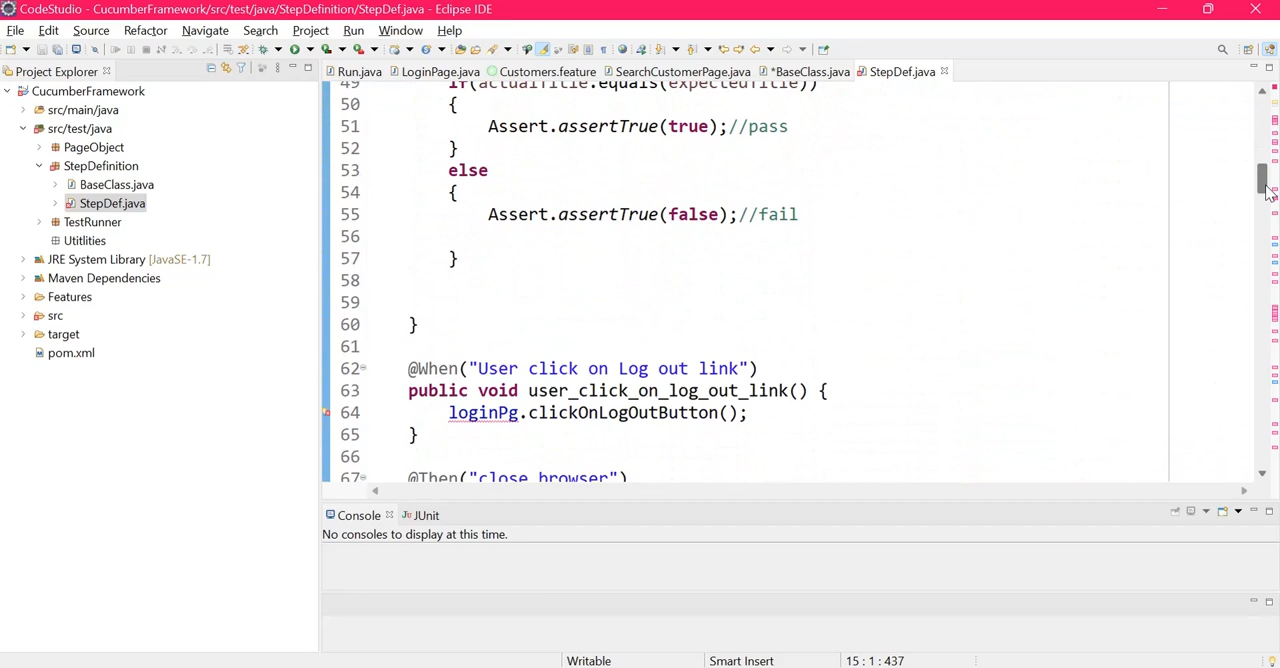 CodeStudio - CucumberFramework/src/test/java/StepDefinition/StepDef.java - Eclipse IDE
File Edit Source Refactor Navigate Search Project Run Window Help
Project Explorer
CucumberFramework
src/main/java
src/test/java
PageObject
StepDefinition
BaseClass.java
StepDef.java
TestRunner
Utitlities
JRE System Library [JavaSE-1.7]
Maven Dependencies
Features
src
target
pom.xml
Run.java LoginPage.java Customers.feature SearchCustomerPage.java *BaseClass.java StepDef.java
49 if(actualTitle.equals(expectedTitle))
50 {
51 Assert.assertTrue(true);//pass
52 }
53 else
54 {
55 Assert.assertTrue(false);//fail
56
57 }
58
59
60 }
61
62 @When("User click on Log out link")
63 public void user_click_on_log_out_link() {
64 loginPg.clickOnLogOutButton();
65 }
66
67 @Then("close browser")
Console JUnit
No consoles to display at this time.
Writable Smart Insert 15 : 1 : 437